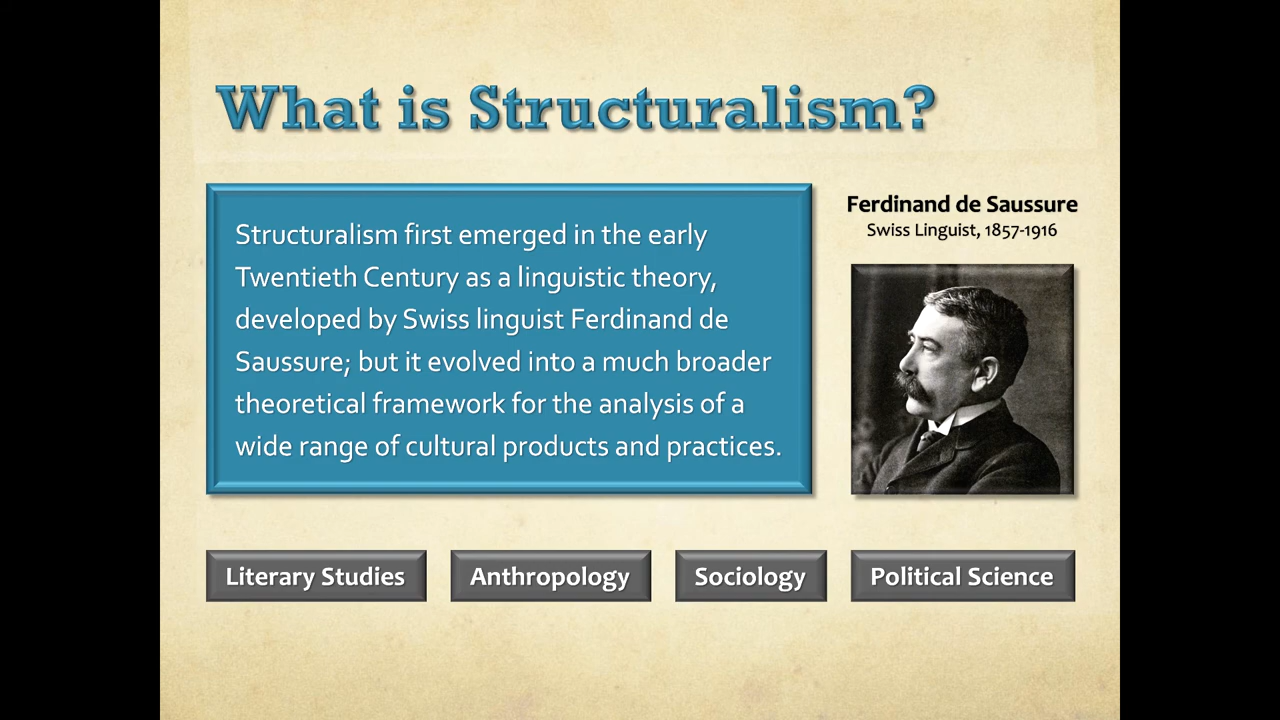 What is Structuralism?
Structuralism first emerged in the early
Twentieth Century as a linguistic theory,
developed by Swiss linguist Ferdinand de
Saussure; but it evolved into a much broader
theoretical framework for the analysis of a
wide range of cultural products and practices.
Ferdinand de Saussure
Swiss Linguist, 1857-1916
Literary Studies
Anthropology
Sociology
Political Science